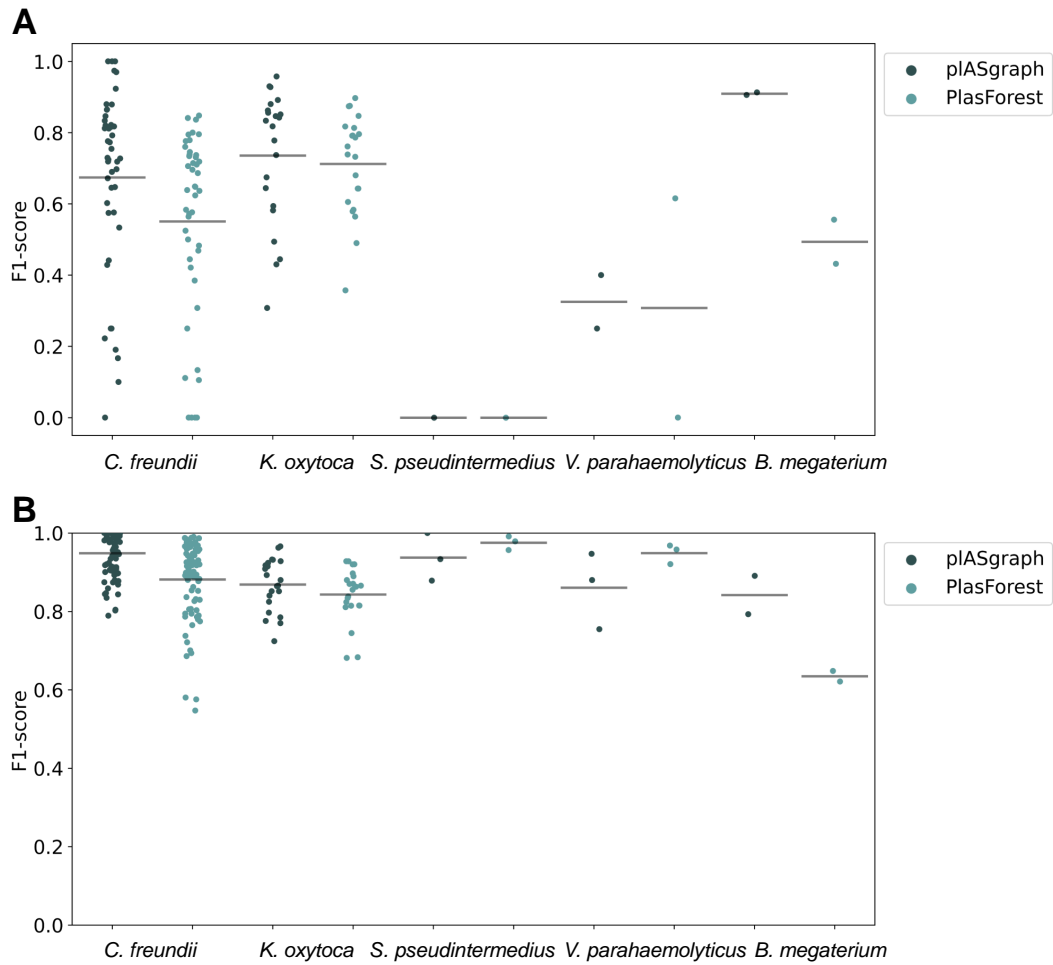 A
1.0
0.8
0.6
0.4
0.2
0.0
F1-score
C. freundii K. oxytoca S. pseudintermedius V. parahaemolyticus B. megaterium
plASgraph
PlasForest
B
1.0
0.8
0.6
0.4
0.2
0.0
F1-score
C. freundii K. oxytoca S. pseudintermedius V. parahaemolyticus B. megaterium
plASgraph
PlasForest